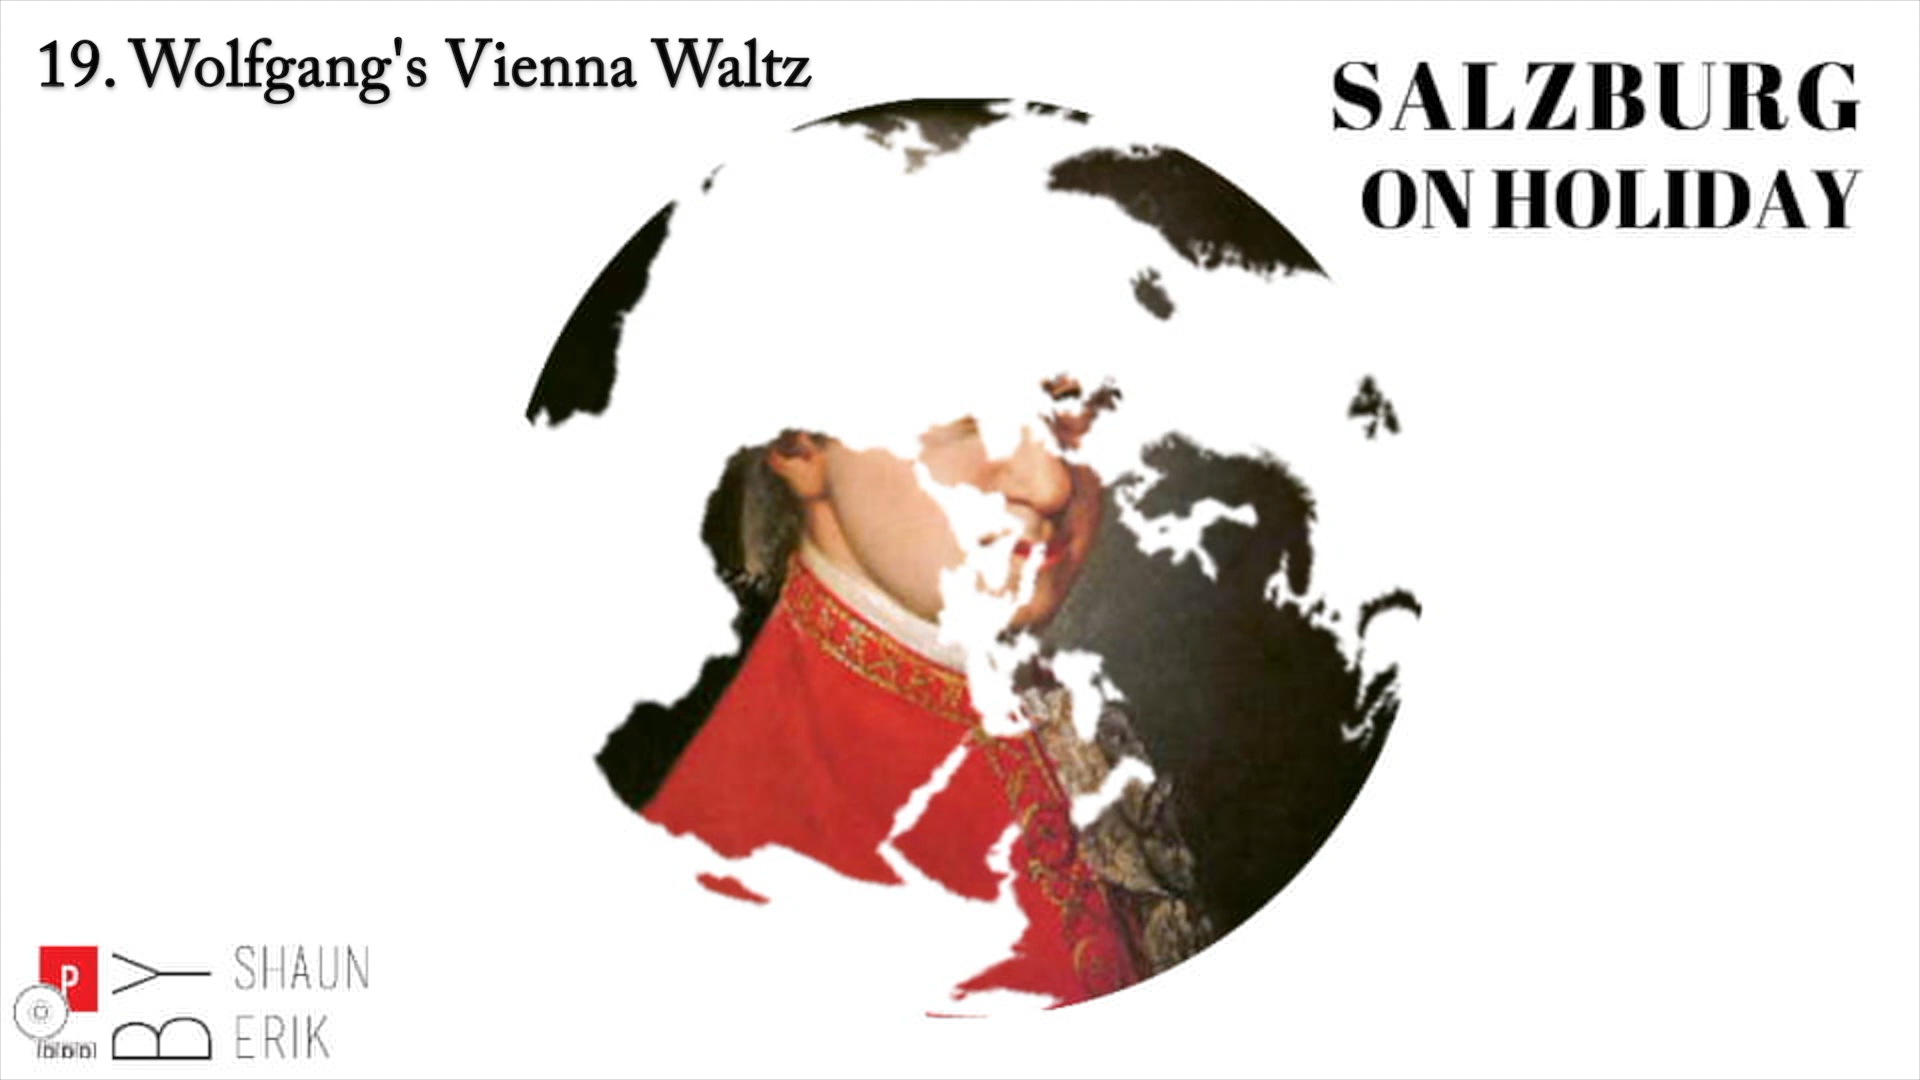 19. Wolfgang's Vienna Waltz
SALZBURG
ON HOLIDAY
P
BY
SHAUN
ERIK